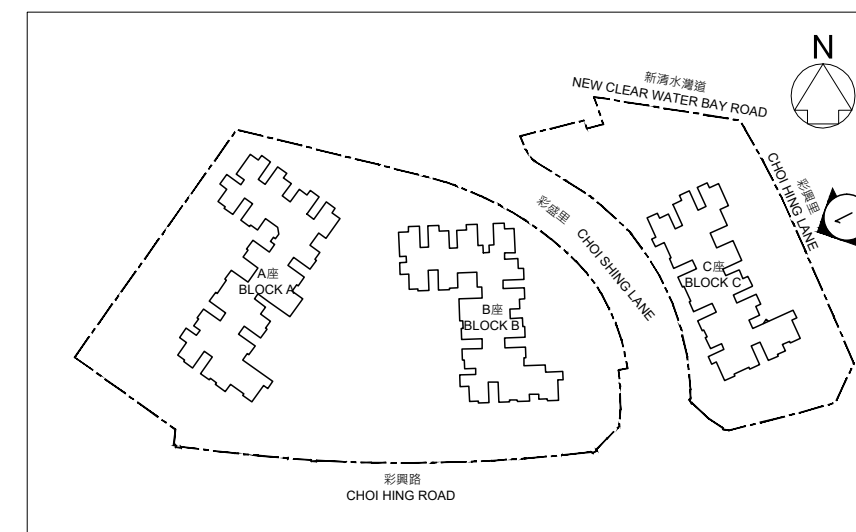 N
新清水灣道
NEW CLEAR WATER BAY ROAD
彩興里
CHOI HING LANE
1
彩盛里
CHOI SHING LANE
A座
BLOCK A
B座
BLOCK B
C座
BLOCK C
彩興路
CHOI HING ROAD